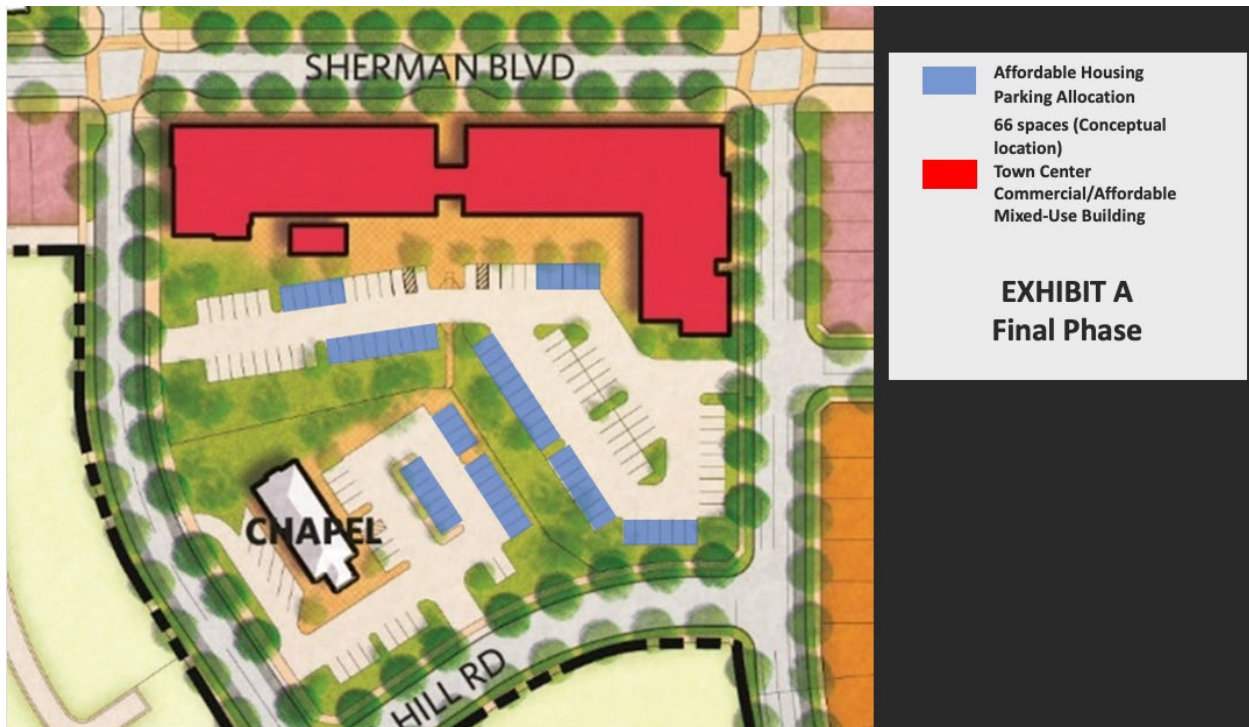 SHERMAN BLVD
CHAPEL
HILL RD
Affordable Housing
Parking Allocation
66 spaces (Conceptual
location)
Town Center
Commercial/Affordable
Mixed-Use Building
EXHIBIT A
Final Phase